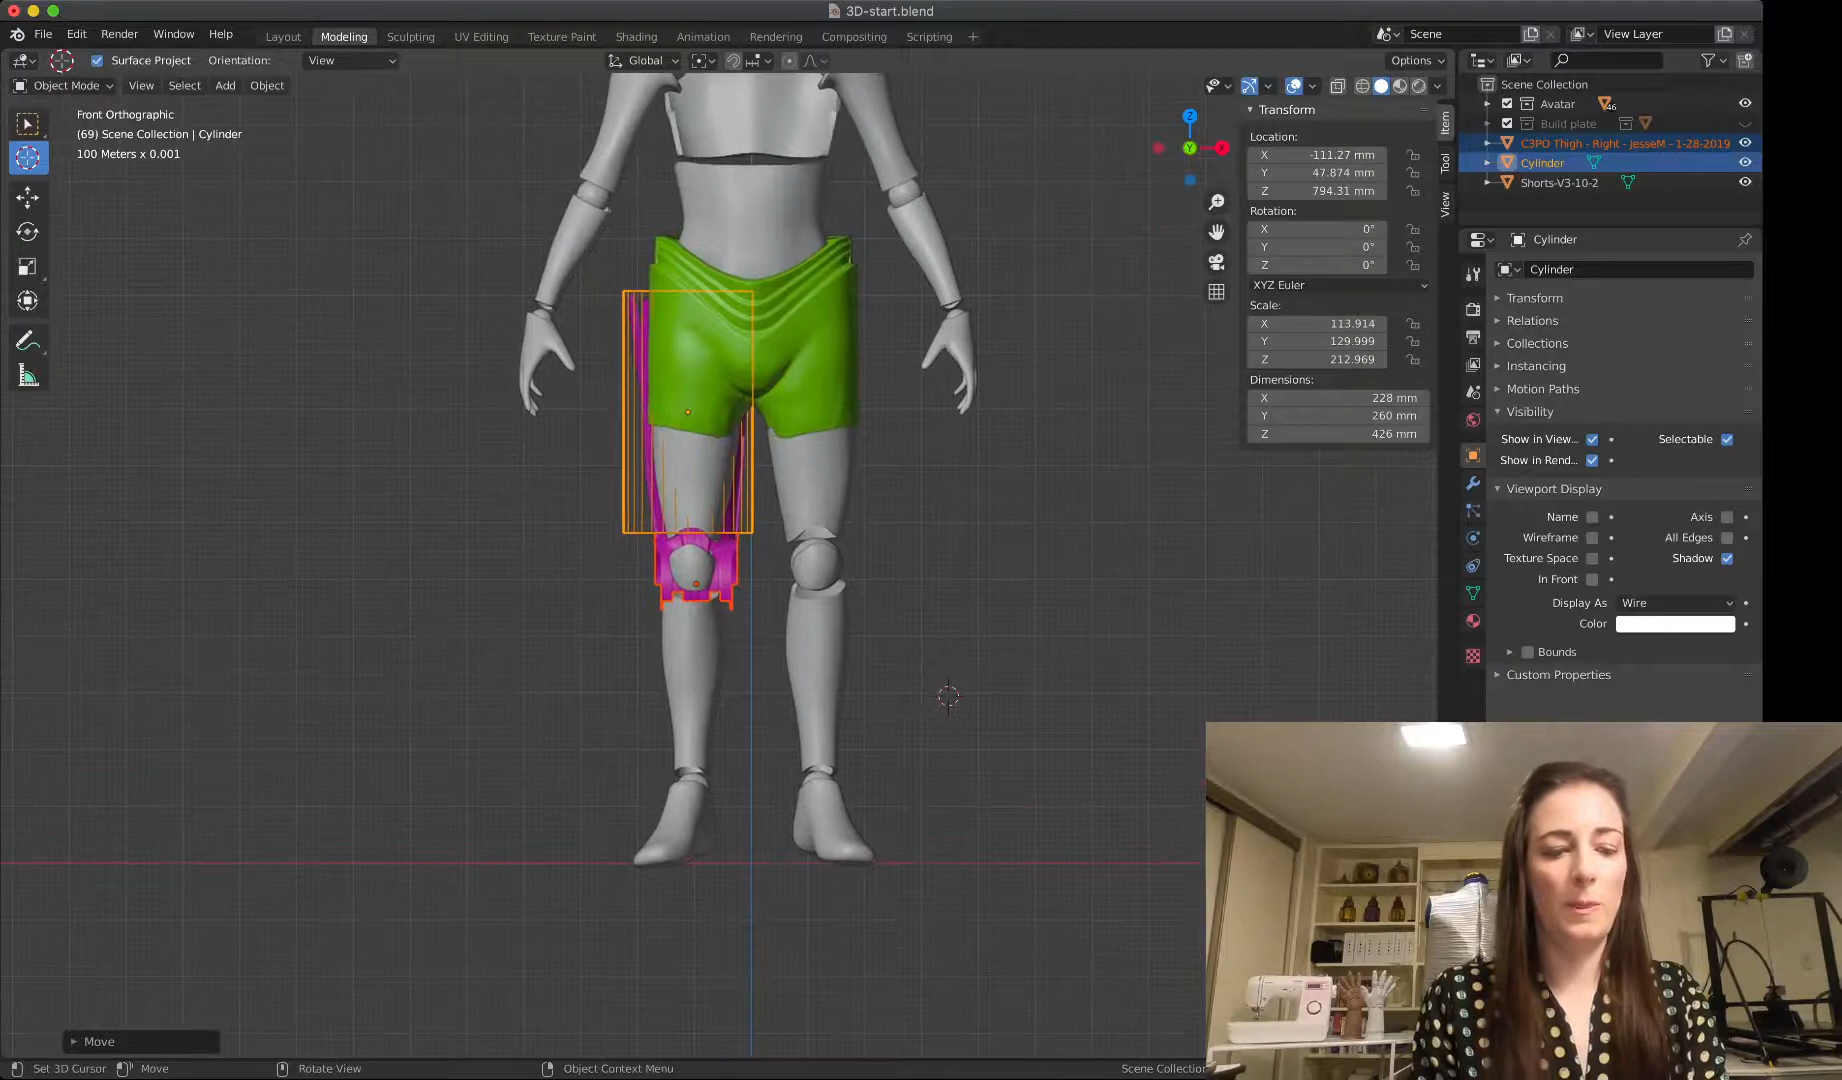 3D-start.blend
File Edit Render Window Help
Layout Modeling Sculpting UV Editing Texture Paint Shading Animation Rendering Compositing Scripting +
Scene
View Layer
Surface Project Orientation: View
Global
Options
Object Mode View Select Add Object
Front Orthographic
(69) Scene Collection | Cylinder
100 Meters x 0.001
Z
Y
X
Item
Tool
View
Transform
Location:
X -111.27 mm
Y 47.874 mm
Z 794.31 mm
Rotation:
X 0°
Y 0°
Z 0°
XYZ Euler
Scale:
X 113.914
Y 129.999
Z 212.969
Dimensions:
X 228 mm
Y 260 mm
Z 426 mm
Scene Collection
Avatar 46
Build plate
C3PO Thigh - Right - JesseM - 1-28-2019
Cylinder
Shorts-V3-10-2
Cylinder
Cylinder
Transform
Relations
Collections
Instancing
Motion Paths
Visibility
Show in View... Selectable
Show in Rend...
Viewport Display
Name Axis
Wireframe All Edges
Texture Space Shadow
In Front
Display As Wire
Color
Bounds
Custom Properties
Move
Set 3D Cursor Move Rotate View Object Context Menu